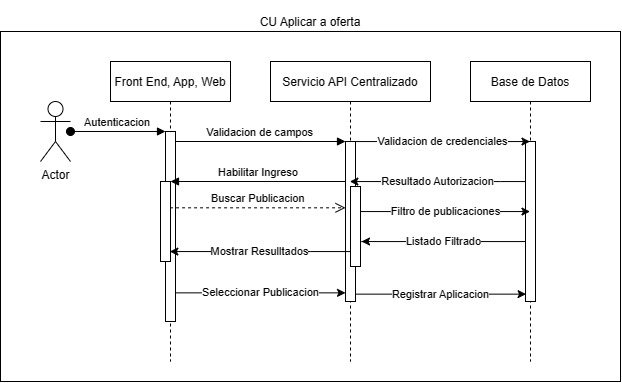 CU Aplicar a oferta
Front End, App, Web
Servicio API Centralizado
Base de Datos
Autenticacion
Actor
Validacion de campos
Validacion de credenciales
Habilitar Ingreso
Resultado Autorizacion
Buscar Publicacion
Filtro de publicaciones
Listado Filtrado
Mostrar Resulltados
Seleccionar Publicacion
Registrar Aplicacion